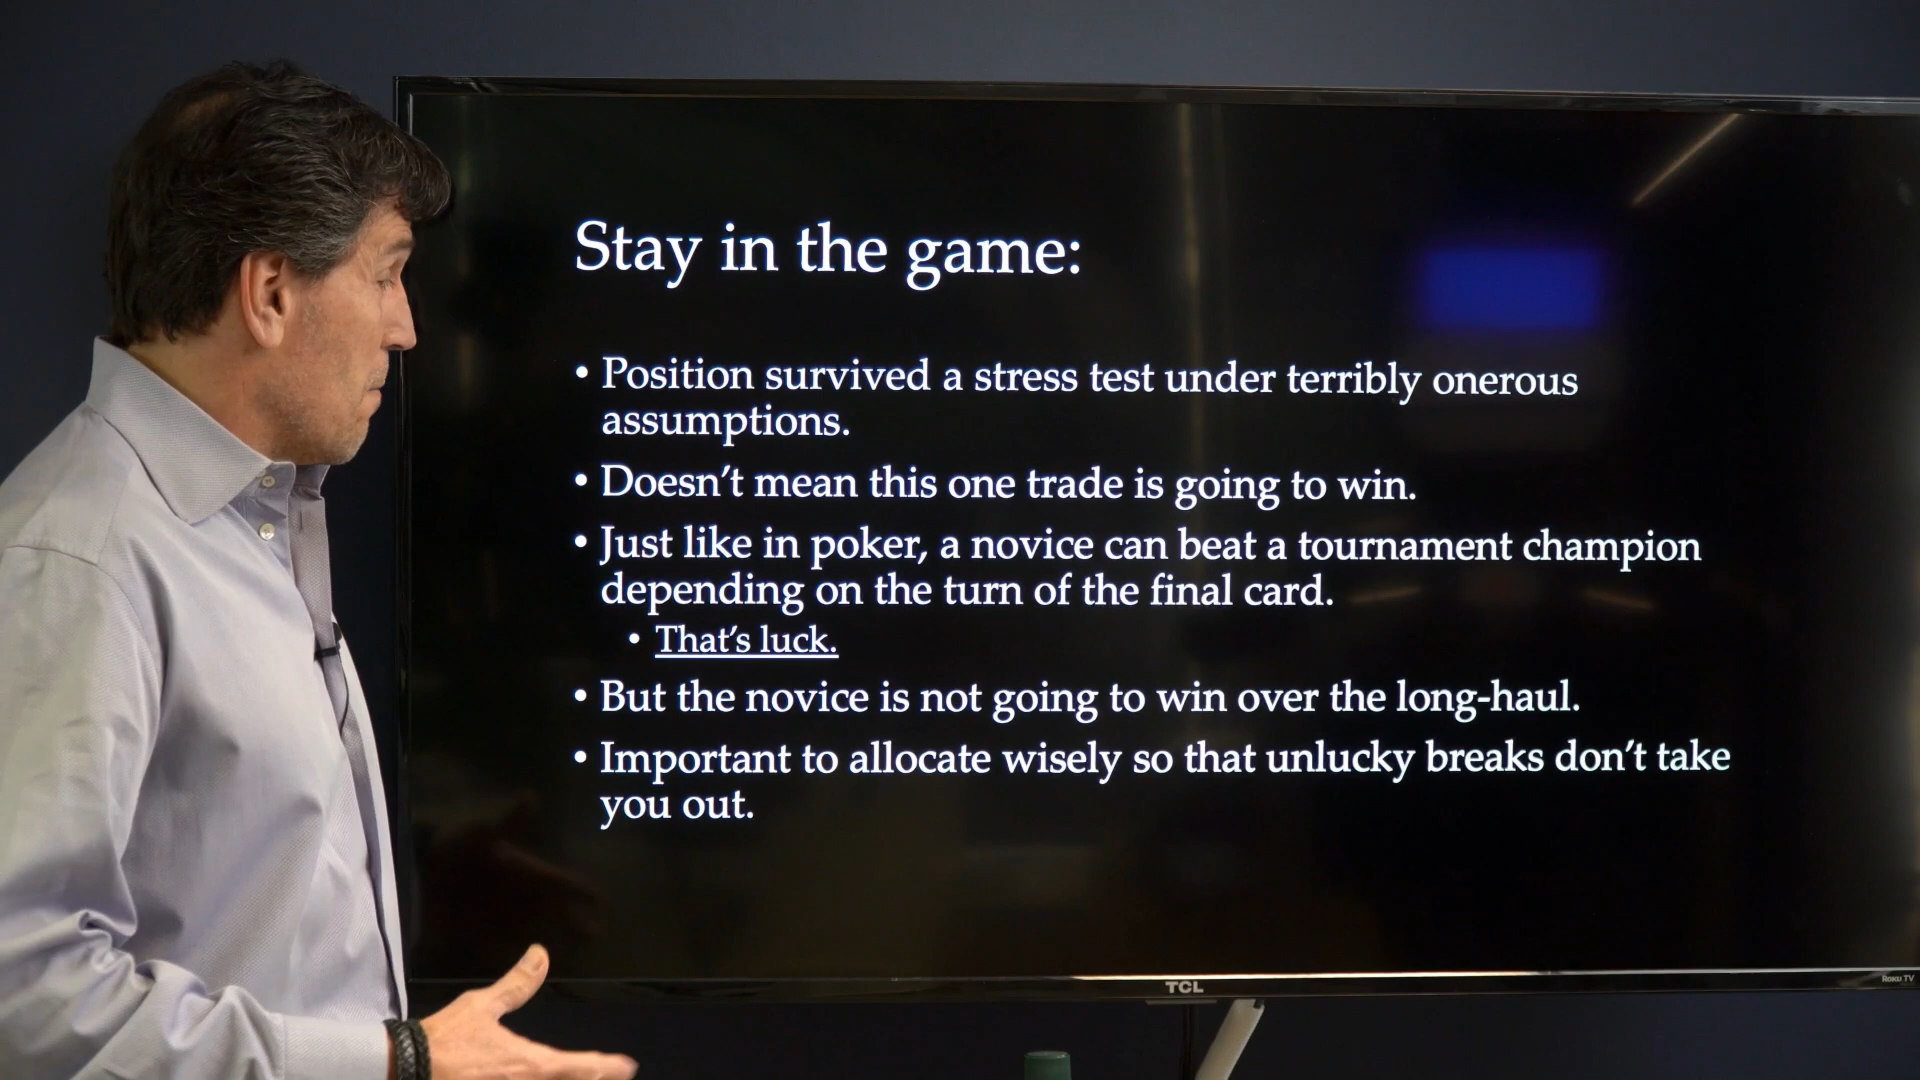 Stay in the game:
• Position survived a stress test under terribly onerous
assumptions.
• Doesn't mean this one trade is going to win.
• Just like in poker, a novice can beat a tournament champion
depending on the turn of the final card.
• That's luck.
• But the novice is not going to win over the long-haul.
• Important to allocate wisely so that unlucky breaks don't take
you out.
TCL
Roku TV